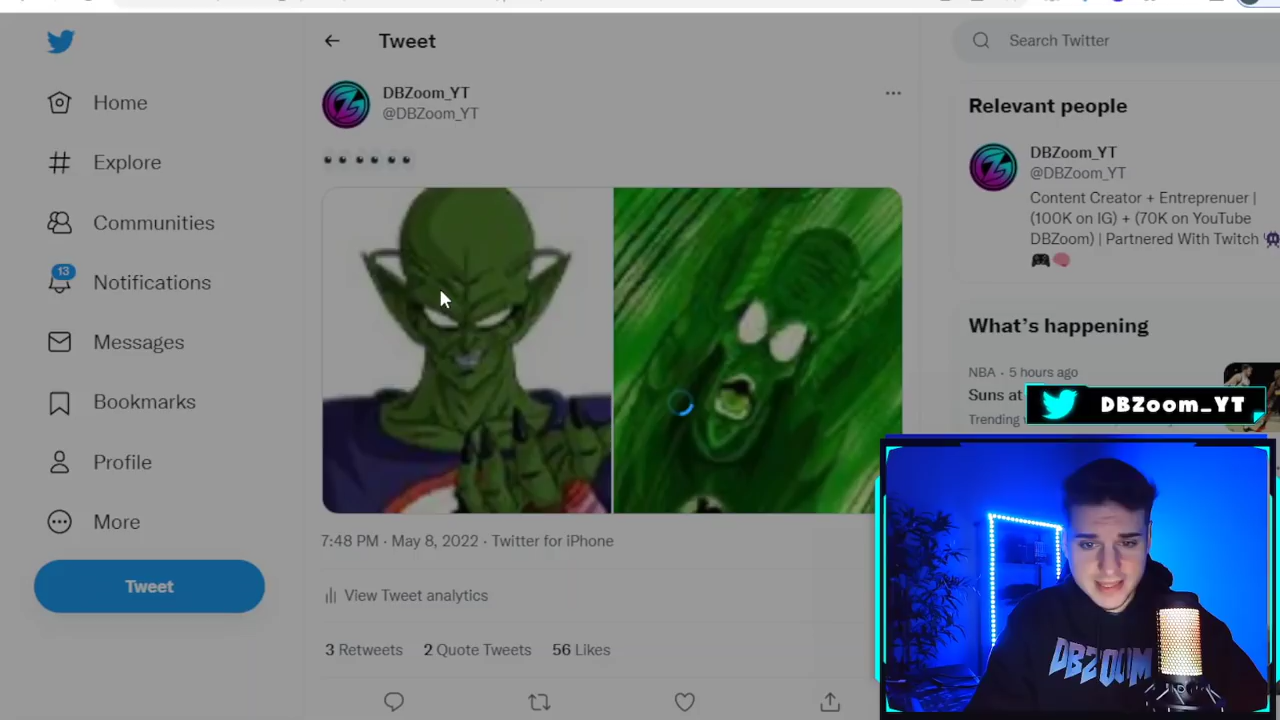 Home
Explore
Communities
13
Notifications
Messages
Bookmarks
Profile
More
Tweet
Tweet
DBZoom_YT
@DBZoom_YT
7:48 PM · May 8, 2022 · Twitter for iPhone
View Tweet analytics
3 Retweets 2 Quote Tweets 56 Likes
Search Twitter
Relevant people
DBZoom_YT
@DBZoom_YT
Content Creator + Entreprenuer |
(100K on IG) + (70K on YouTube
DBZoom) | Partnered With Twitch
What's happening
NBA · 5 hours ago
Suns at
Trending
DBZoom_YT
DBZOOM